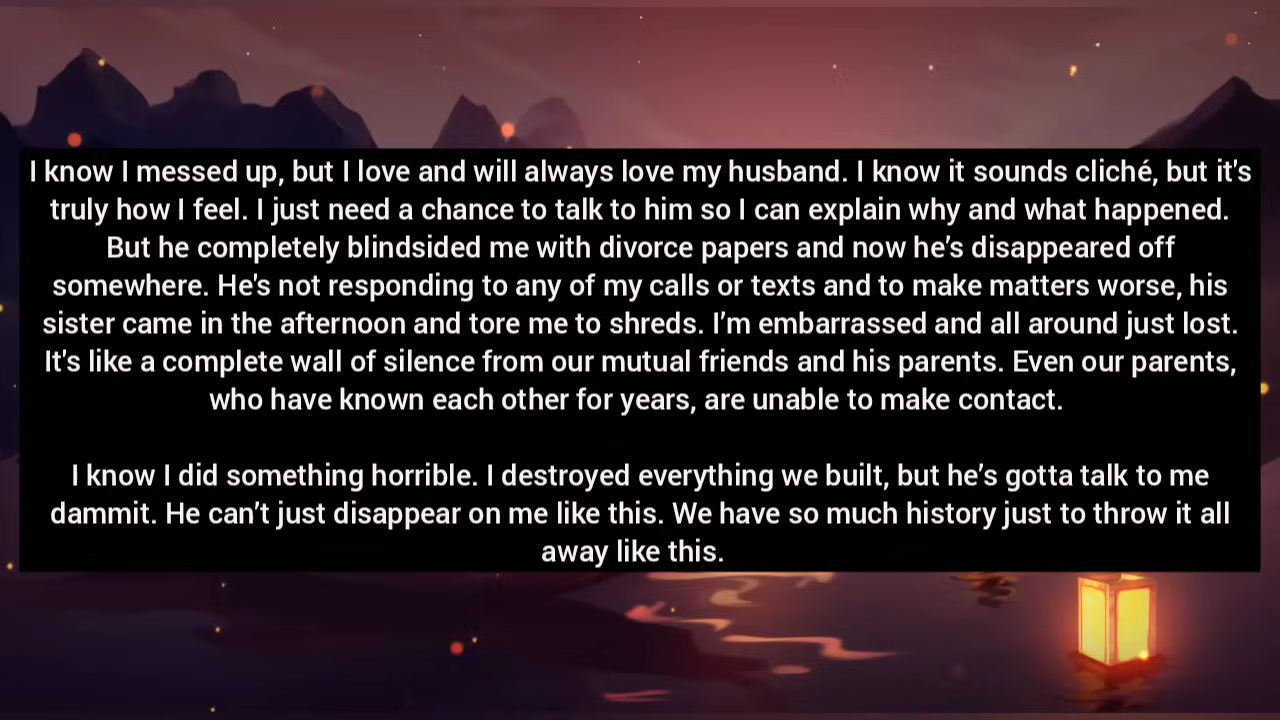 I know I messed up, but I love and will always love my husband. I know it sounds cliché, but it's
truly how I feel. I just need a chance to talk to him so I can explain why and what happened.
But he completely blindsided me with divorce papers and now he's disappeared off
somewhere. He's not responding to any of my calls or texts and to make matters worse, his
sister came in the afternoon and tore me to shreds. I’m embarrassed and all around just lost.
It's like a complete wall of silence from our mutual friends and his parents. Even our parents,
who have known each other for years, are unable to make contact.
I know I did something horrible. I destroyed everything we built, but he’s gotta talk to me
dammit. He can’t just disappear on me like this. We have so much history just to throw it all
away like this.